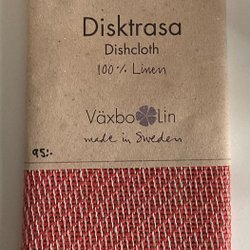 Disktrasa
Dishcloth
100% Linen
Växbo Lin
made in Sweden
95:-